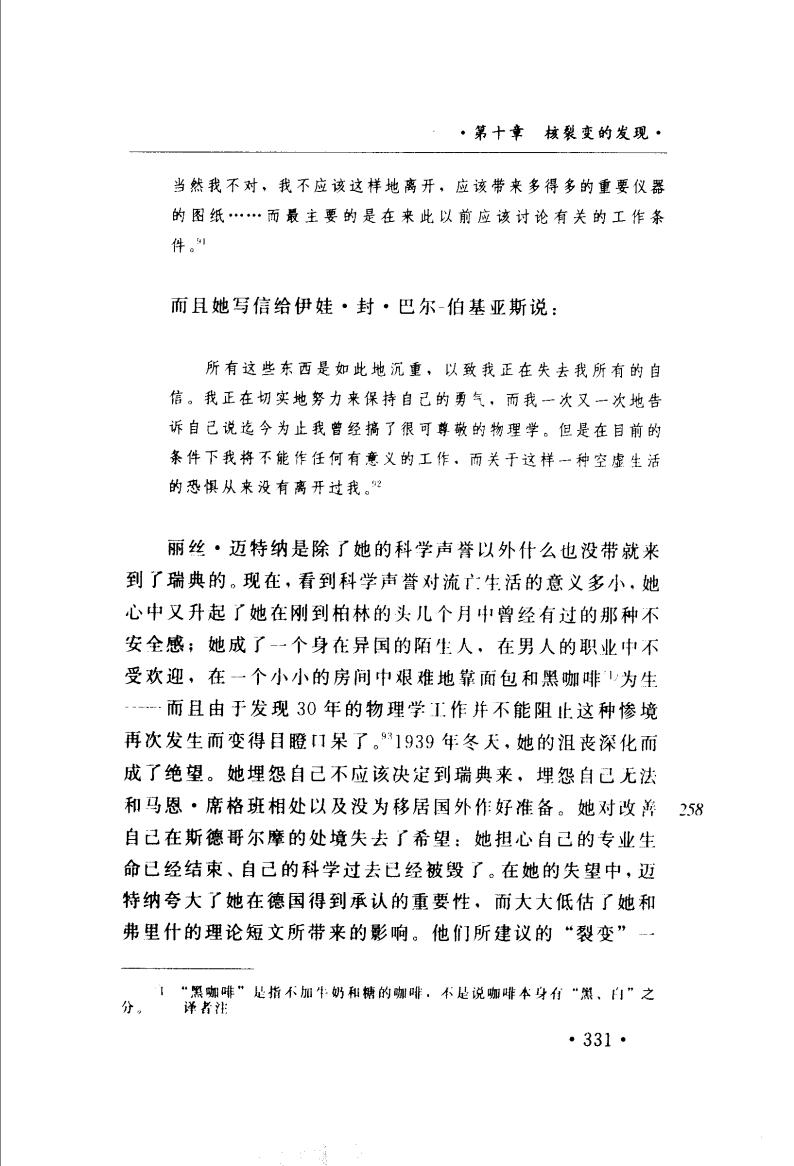 ·第十章 核裂变的发现·
当然我不对，我不应该这样地离开，应该带来多得多的重要仪器
的图纸……而最主要的是在来此以前应该讨论有关的工作条
件。91
而且她写信给伊娃·封·巴尔-伯基亚斯说：
所有这些东西是如此地沉重，以致我正在失去我所有的自
信。我正在切实地努力来保持自己的勇气，而我一次又一次地告
诉自己说迄今为止我曾经搞了很可尊敬的物理学。但是在目前的
条件下我将不能作任何有意义的工作，而关于这样一种空虚生活
的恐惧从来没有离开过我。92
丽丝·迈特纳是除了她的科学声誉以外什么也没带就来
到了瑞典的。现在，看到科学声誉对流亡生活的意义多小，她
心中又升起了她在刚到柏林的头几个月中曾经有过的那种不
安全感；她成了一个身在异国的陌生人，在男人的职业中不
受欢迎，在一个小小的房间中艰难地靠面包和黑咖啡1)为生
——而且由于发现30年的物理学工作并不能阻止这种惨境
再次发生而变得目瞪口呆了。931939年冬天，她的沮丧深化而
成了绝望。她埋怨自己不应该决定到瑞典来，埋怨自己无法
和马恩·席格班相处以及没为移居国外作好准备。她对改善 258
自己在斯德哥尔摩的处境失去了希望；她担心自己的专业生
命已经结束、自己的科学过去已经被毁了。在她的失望中，迈
特纳夸大了她在德国得到承认的重要性，而大大低估了她和
弗里什的理论短文所带来的影响。他们所建议的“裂变”一
1 “黑咖啡”是指不加牛奶和糖的咖啡，不是说咖啡本身有“黑、白”之
分。 译者注
·331·